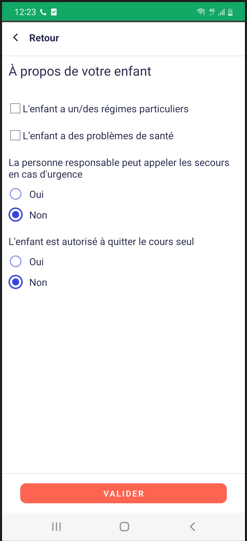 12:23
Retour
À propos de votre enfant
L'enfant a un/des régimes particuliers
L'enfant a des problèmes de santé
La personne responsable peut appeler les secours
en cas d'urgence
Oui
Non
L'enfant est autorisé à quitter le cours seul
Oui
Non
VALIDER